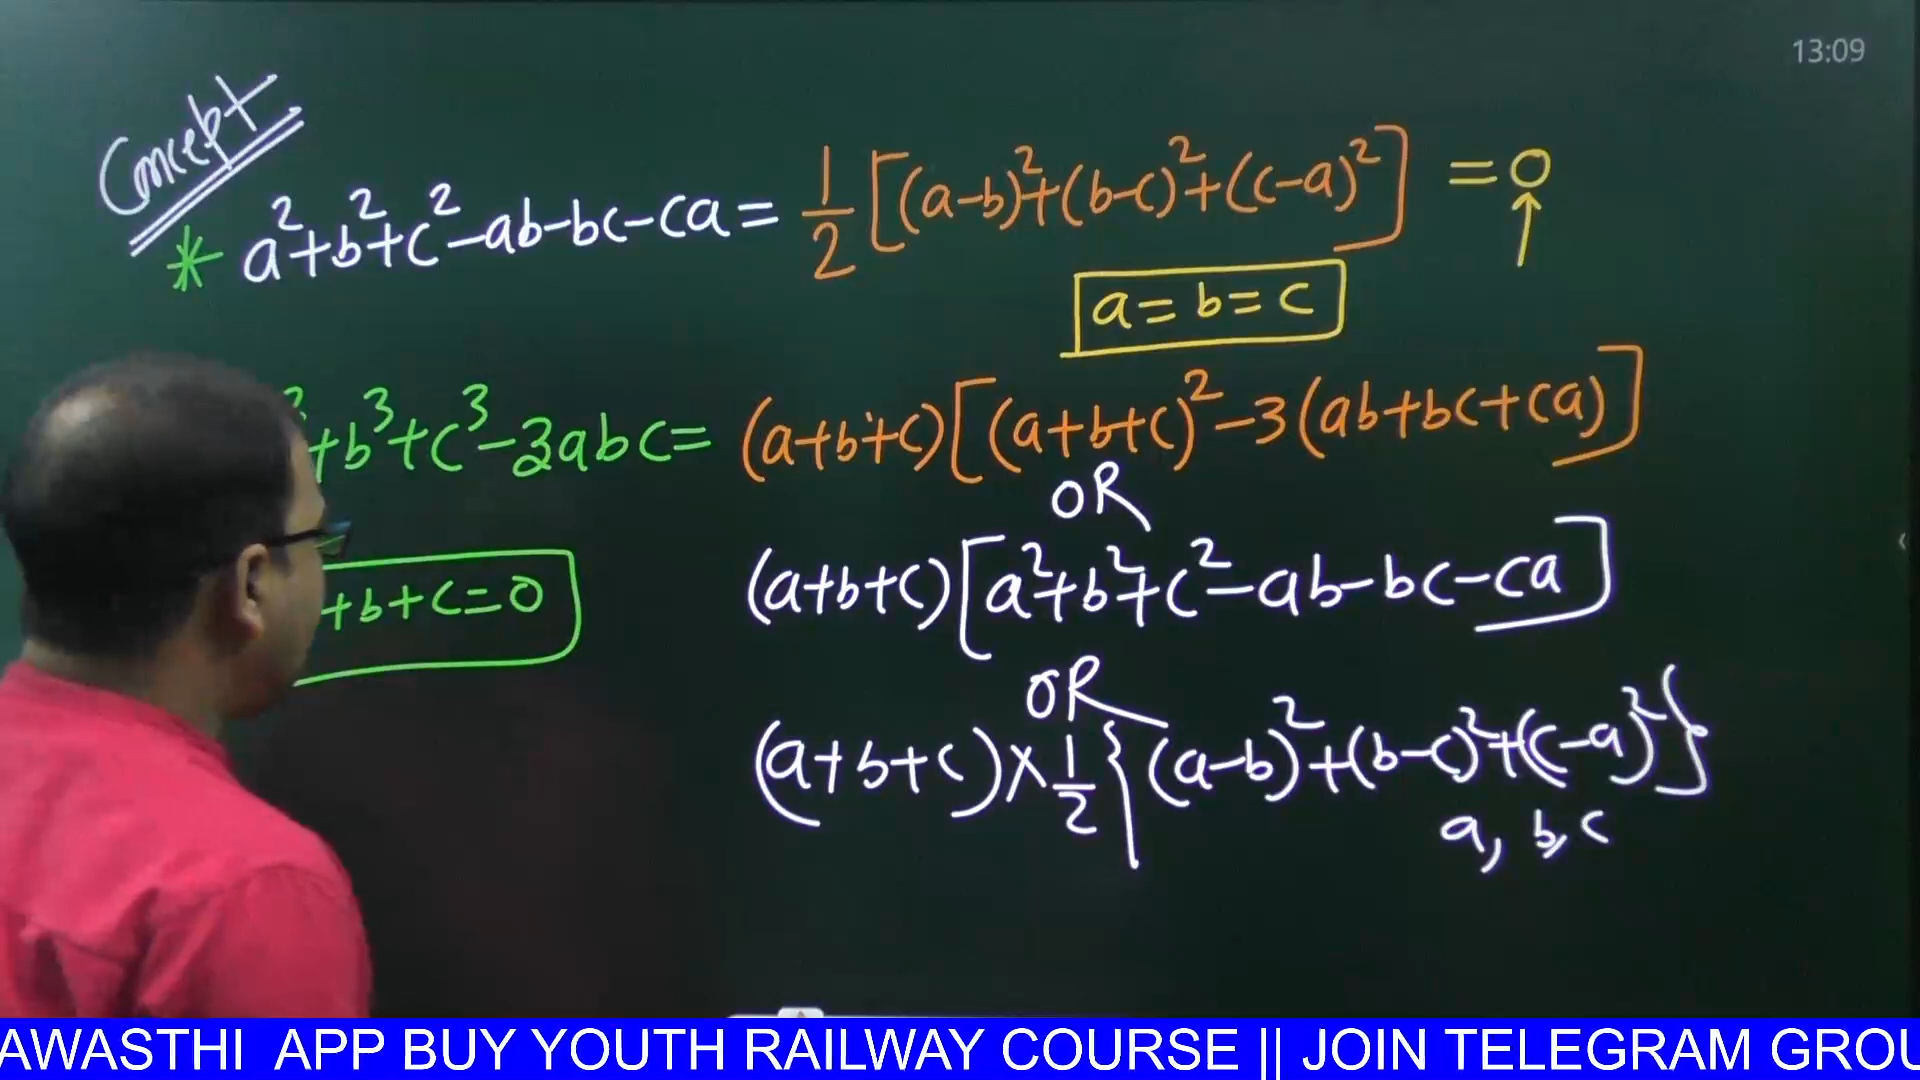 13:09
Concept
* a²+b²+c²-ab-bc-ca = 1/2 [(a-b)²+(b-c)²+(c-a)²] = 0
↑
a = b = c
³+b³+c³-3abc = (a+b+c)[(a+b+c)²-3(ab+bc+ca)]
OR
(a+b+c)[a²+b²+c²-ab-bc-ca]
+b+c=0
OR
(a+b+c) × 1/2 {(a-b)²+(b-c)²+(c-a)²}
a, b, c
AWASTHI APP BUY YOUTH RAILWAY COURSE || JOIN TELEGRAM GROU